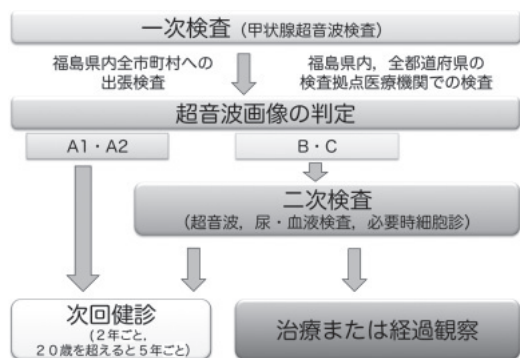 一次検査(甲状腺超音波検査)
福島県内全市町村への
出張検査
福島県内,全都道府県の
検査拠点医療機関での検査
超音波画像の判定
A1・A2
B・C
二次検査
(超音波,尿・血液検査,必要時細胞診)
次回健診
(2年ごと,
20歳を超えると5年ごと)
治療または経過観察